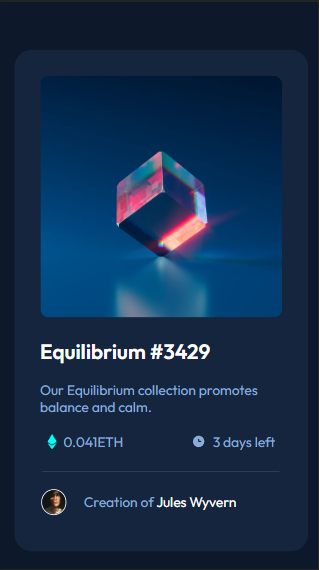 Equilibrium #3429
Our Equilibrium collection promotes
balance and calm.
0.041ETH
3 days left
Creation of Jules Wyvern